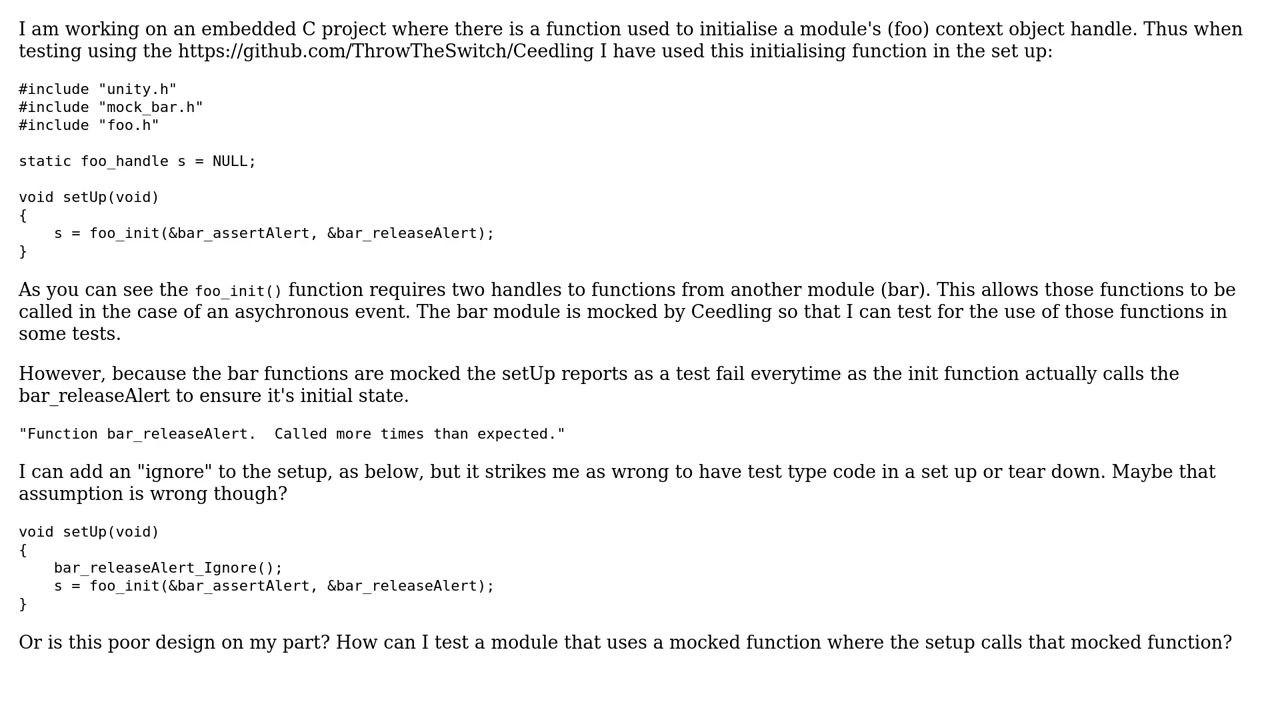 I am working on an embedded C project where there is a function used to initialise a module's (foo) context object handle. Thus when
testing using the https://github.com/ThrowTheSwitch/Ceedling I have used this initialising function in the set up:
#include "unity.h"
#include "mock_bar.h"
#include "foo.h"
static foo_handle s = NULL;
void setUp(void)
{
    s = foo_init(&bar_assertAlert, &bar_releaseAlert);
}
As you can see the foo_init() function requires two handles to functions from another module (bar). This allows those functions to be
called in the case of an asychronous event. The bar module is mocked by Ceedling so that I can test for the use of those functions in
some tests.
However, because the bar functions are mocked the setUp reports as a test fail everytime as the init function actually calls the
bar_releaseAlert to ensure it's initial state.
"Function bar_releaseAlert.  Called more times than expected."
I can add an "ignore" to the setup, as below, but it strikes me as wrong to have test type code in a set up or tear down. Maybe that
assumption is wrong though?
void setUp(void)
{
    bar_releaseAlert_Ignore();
    s = foo_init(&bar_assertAlert, &bar_releaseAlert);
}
Or is this poor design on my part? How can I test a module that uses a mocked function where the setup calls that mocked function?